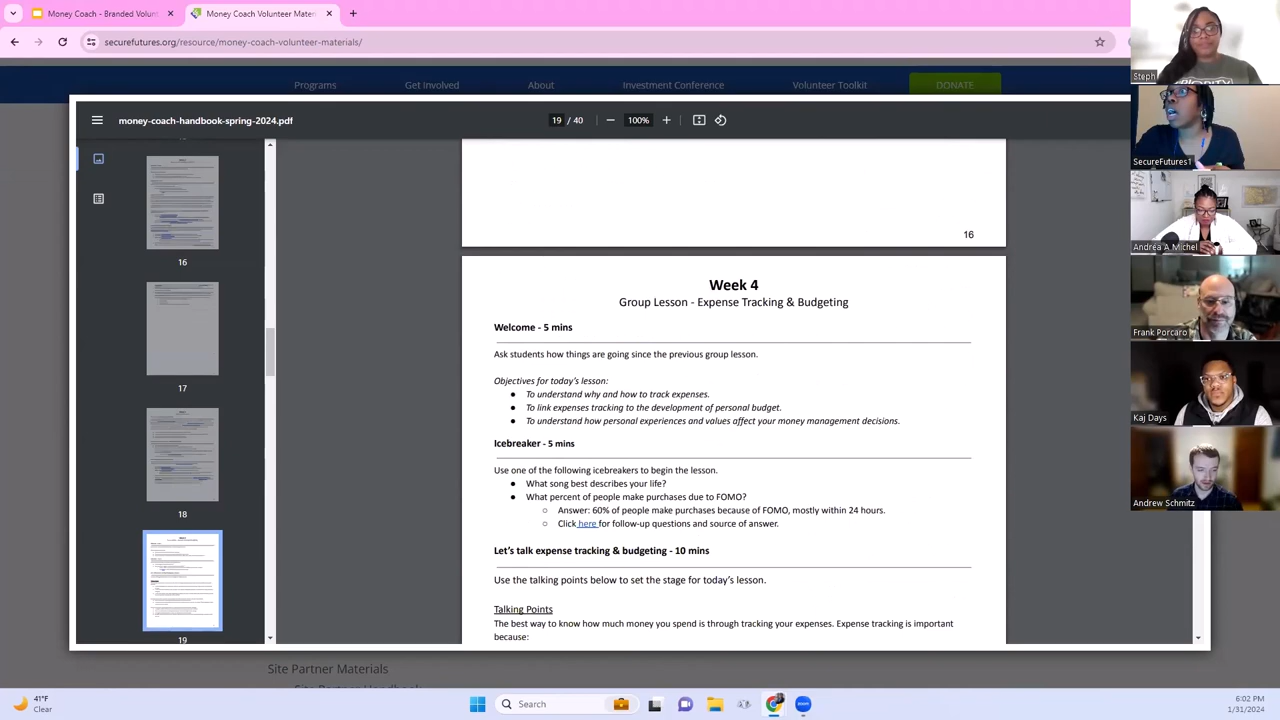 Money Coach - Branded Volunt
Money Coach Volunteer Materi
securefutures.org/resource/money-coach-volunteer-materials/
Programs
Get Involved
About
Investment Conference
Volunteer Toolkit
DONATE
money-coach-handbook-spring-2024.pdf
19 / 40
100%
16
17
18
19
16
Week 4
Group Lesson - Expense Tracking & Budgeting
Welcome - 5 mins
Ask students how things are going since the previous group lesson.
Objectives for today's lesson:
● To understand why and how to track expenses.
● To link expenses tracking to the development of personal budget.
● To understand how personal experiences and values affect your money management decisions.
Icebreaker - 5 mins
Use one of the following icebreakers to begin the lesson.
● What song best describes your life?
● What percent of people make purchases due to FOMO?
○ Answer: 60% of people make purchases because of FOMO, mostly within 24 hours.
○ Click here for follow-up questions and source of answer.
Let's talk expense tracking & budgeting - 10 mins
Use the talking points below to set the stage for today's lesson.
Talking Points
The best way to know how much money you spend is through tracking your expenses. Expense tracking is important
because:
Site Partner Materials
Steph
SecureFutures1
Andréa A Michel
Frank Porcaro
Kaj Days
Andrew Schmitz
41°F
Clear
Search
zoom
6:02 PM
1/31/2024